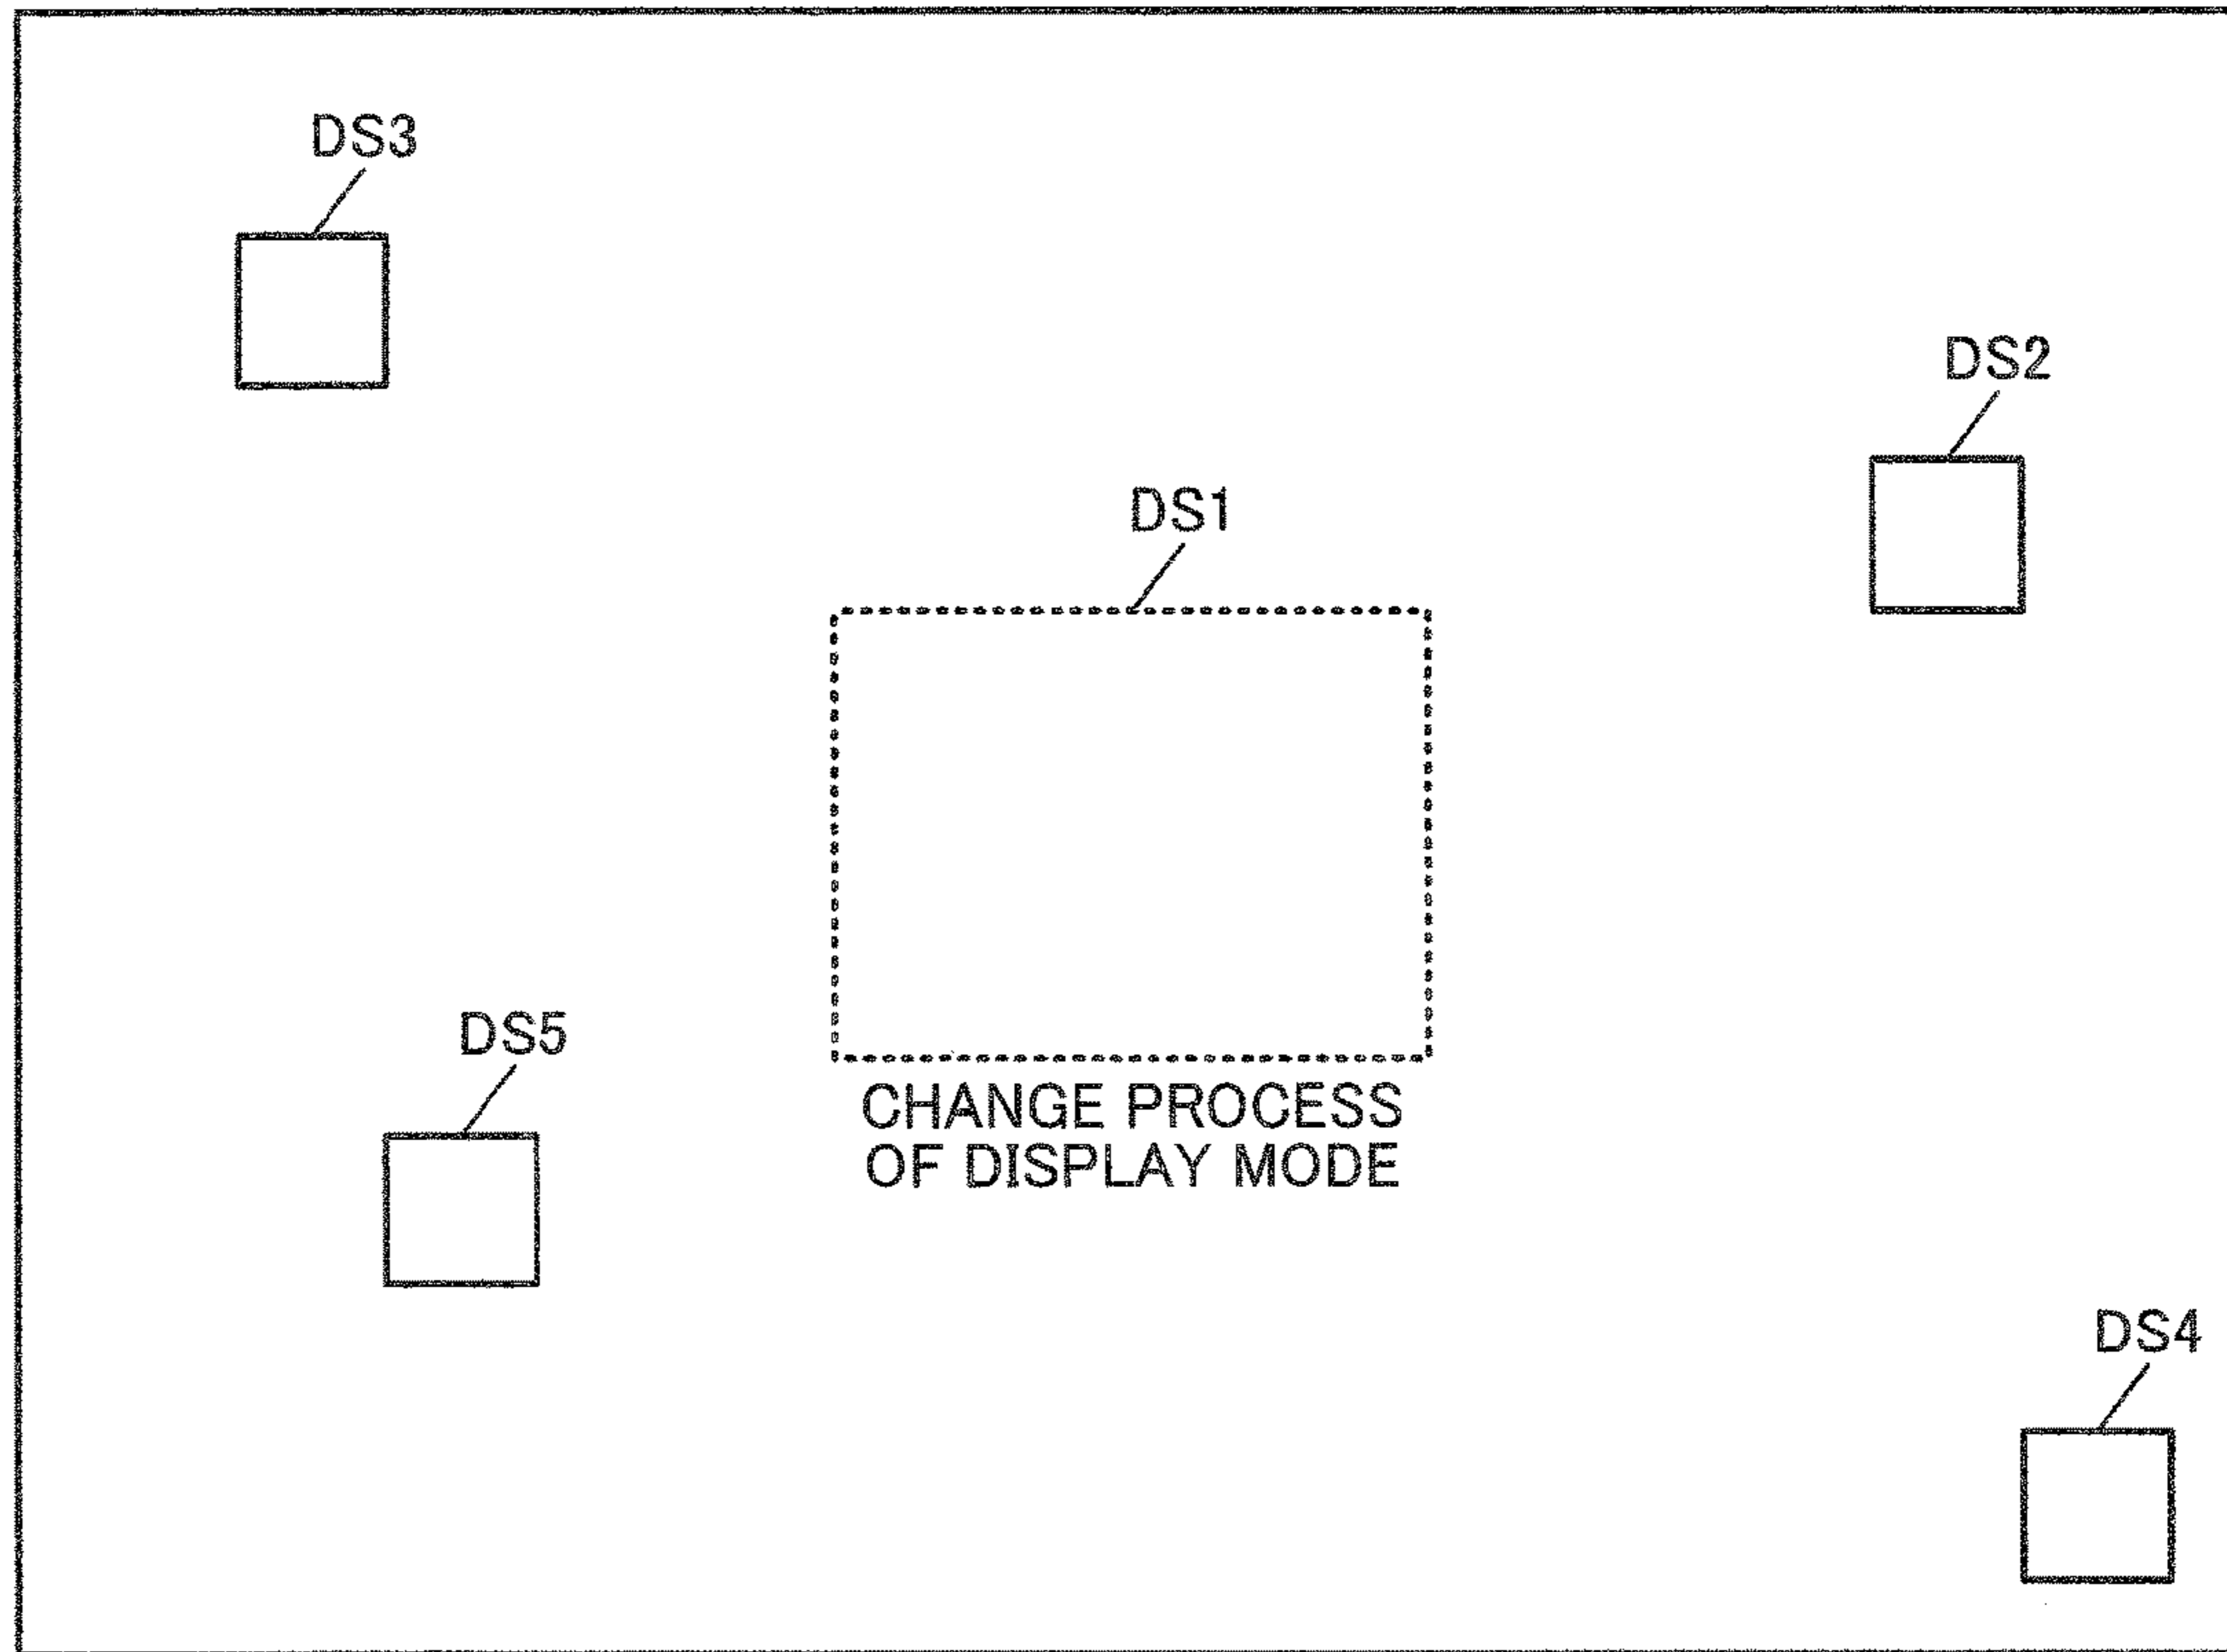 DS3
DS2
DS1
DS5
CHANGE PROCESS
OF DISPLAY MODE
DS4